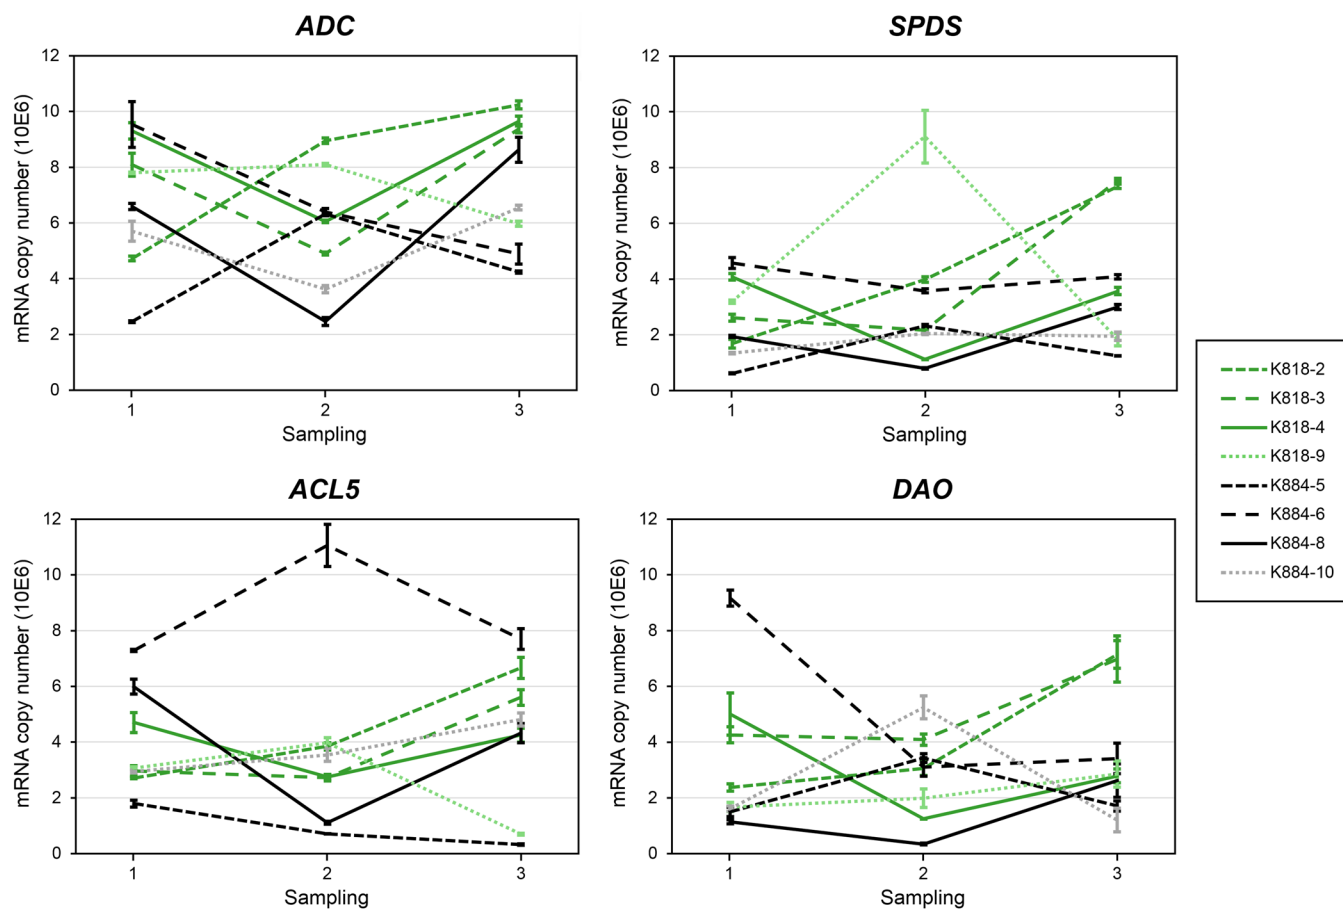 ADC
mRNA copy number (10E6)
12
10
8
6
4
2
0
1 2 3
Sampling
SPDS
mRNA copy number (10E6)
12
10
8
6
4
2
0
1 2 3
Sampling
ACL5
mRNA copy number (10E6)
12
10
8
6
4
2
0
1 2 3
Sampling
DAO
mRNA copy number (10E6)
12
10
8
6
4
2
0
1 2 3
Sampling
K818-2
K818-3
K818-4
K818-9
K884-5
K884-6
K884-8
K884-10